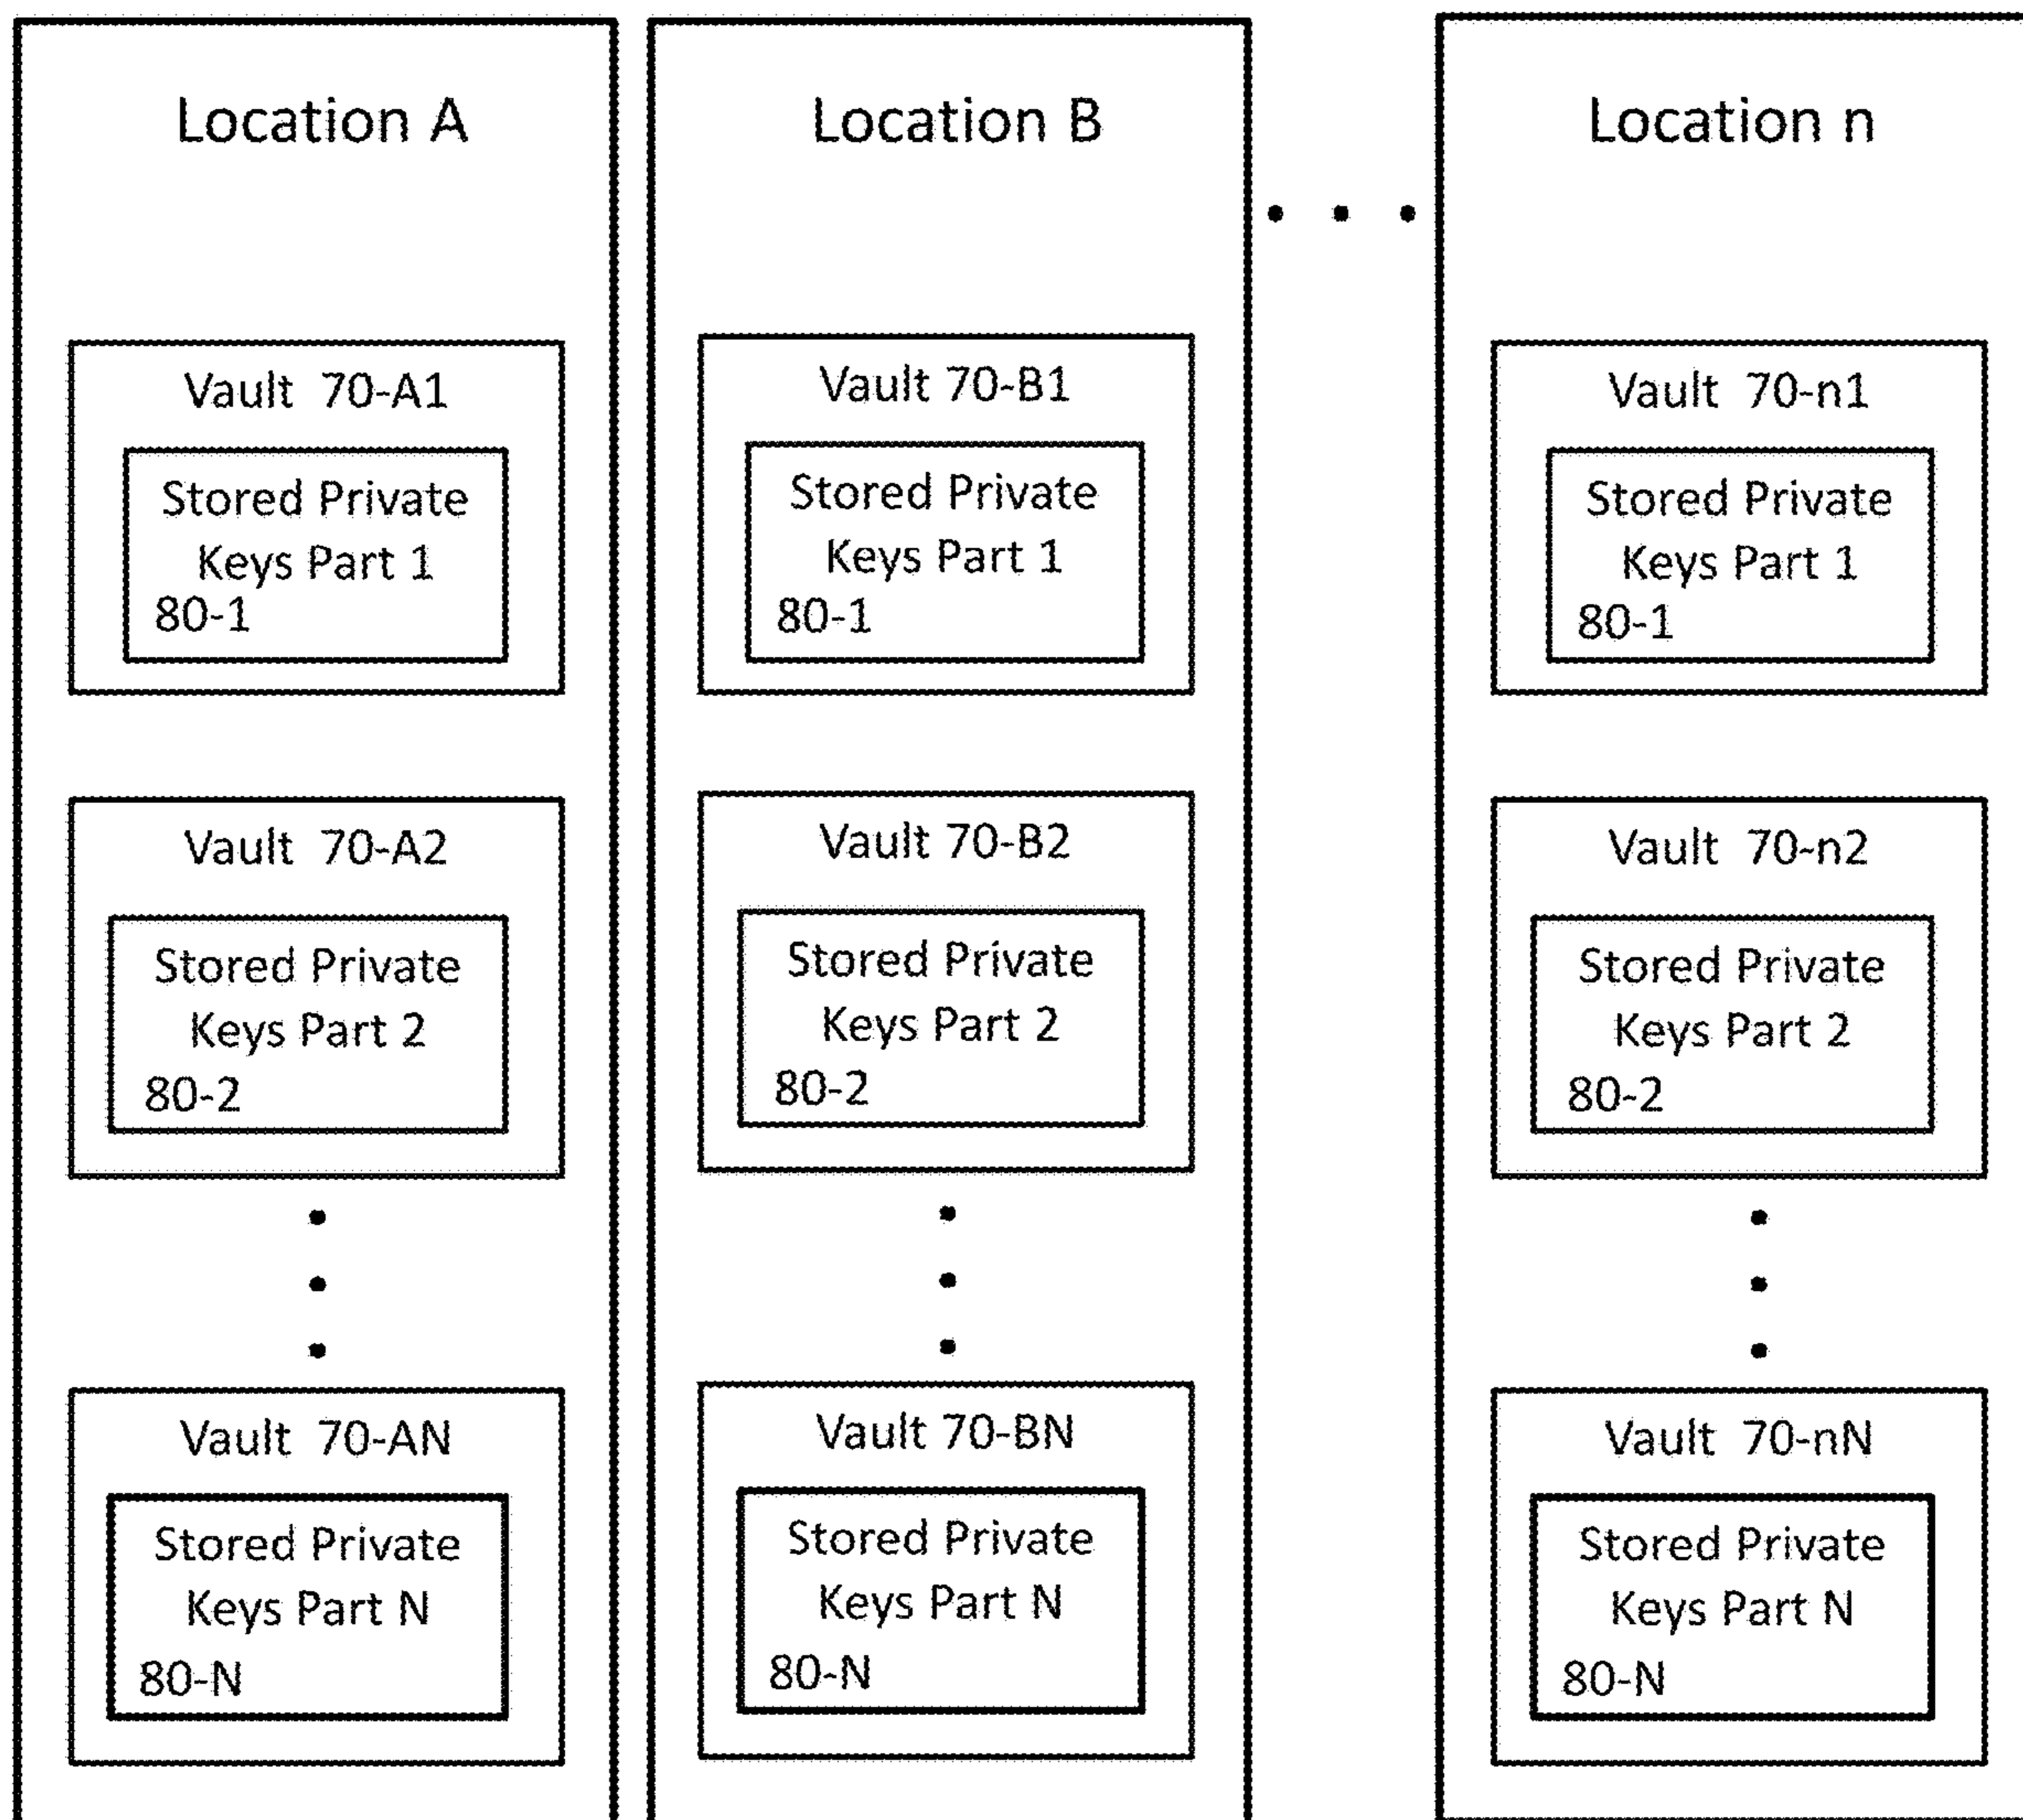 Location A
Vault 70-A1
Stored Private
Keys Part 1
80-1
Vault 70-A2
Stored Private
Keys Part 2
80-2
Vault 70-AN
Stored Private
Keys Part N
80-N
Location B
Vault 70-B1
Stored Private
Keys Part 1
80-1
Vault 70-B2
Stored Private
Keys Part 2
80-2
Vault 70-BN
Stored Private
Keys Part N
80-N
Location n
Vault 70-n1
Stored Private
Keys Part 1
80-1
Vault 70-n2
Stored Private
Keys Part 2
80-2
Vault 70-nN
Stored Private
Keys Part N
80-N